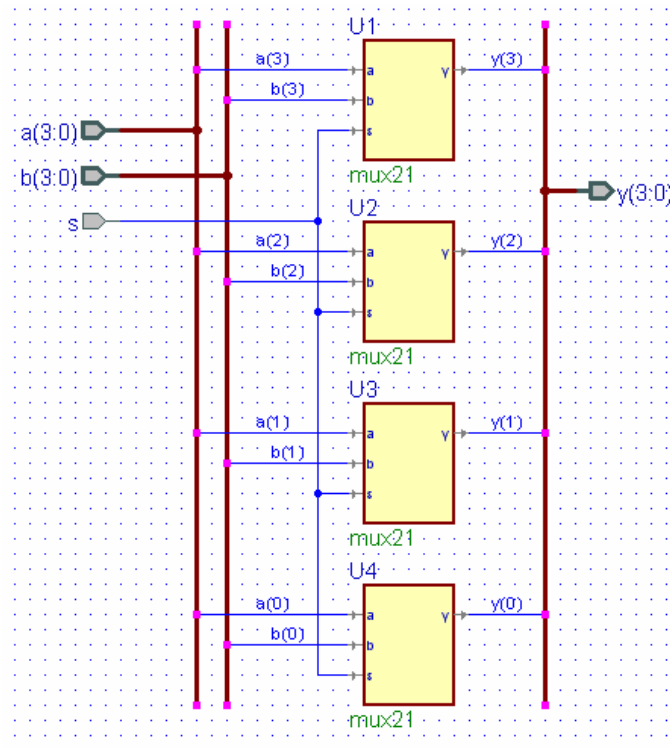 U1
a(3)
y(3)
a
y
b(3)
b
a(3:0)
s
b(3:0)
mux21
y(3:0)
U2
s
a(2)
y(2)
a
y
b(2)
b
s
mux21
U3
a(1)
y(1)
a
y
b(1)
b
s
mux21
U4
a(0)
y(0)
a
y
b(0)
b
s
mux21